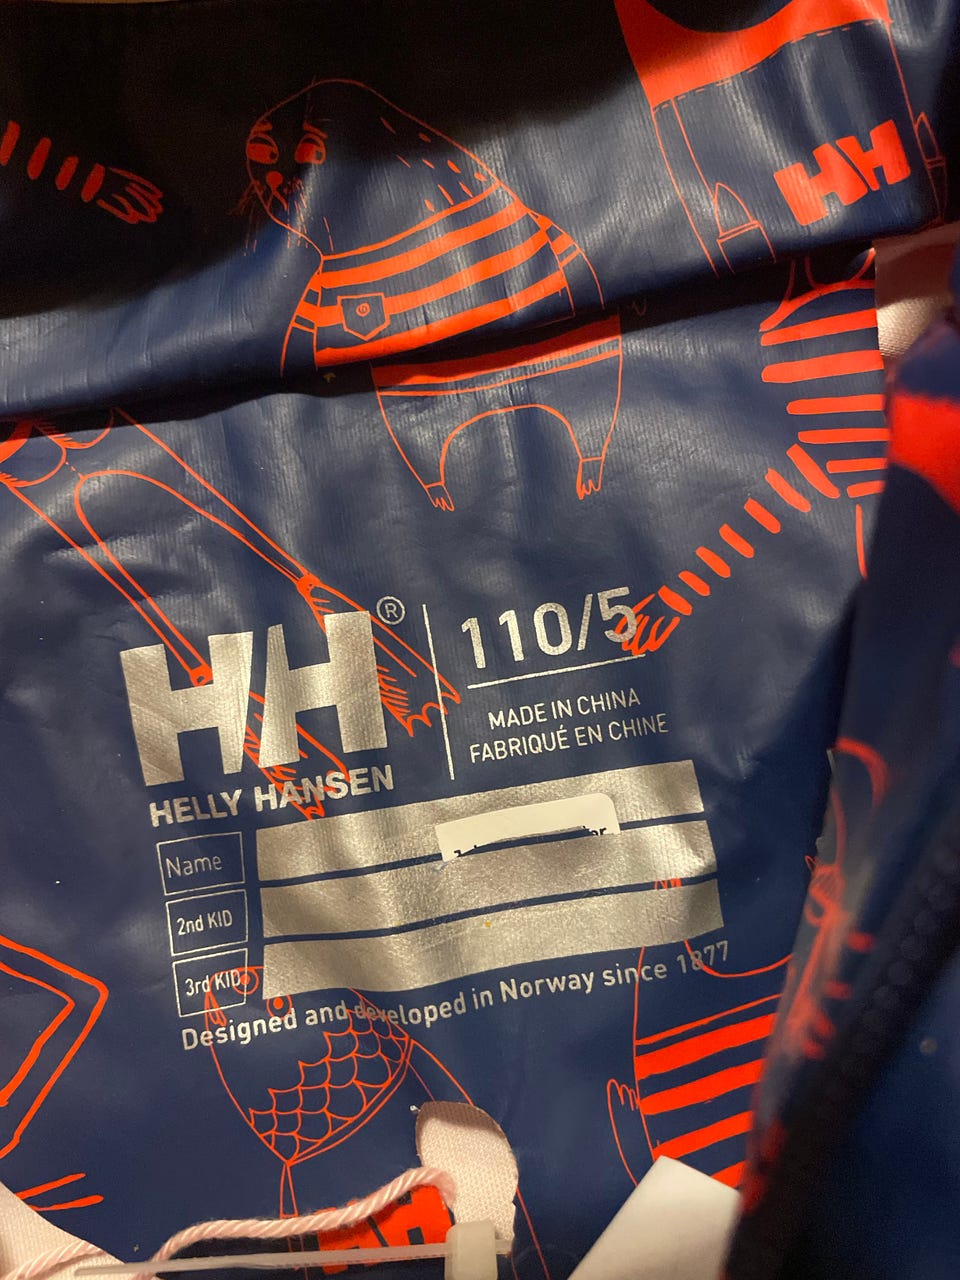 HH
HH®
HELLY HANSEN
110/5
MADE IN CHINA
FABRIQUÉ EN CHINE
Name
2nd KID
3rd KID
Designed and developed in Norway since 1877
HH